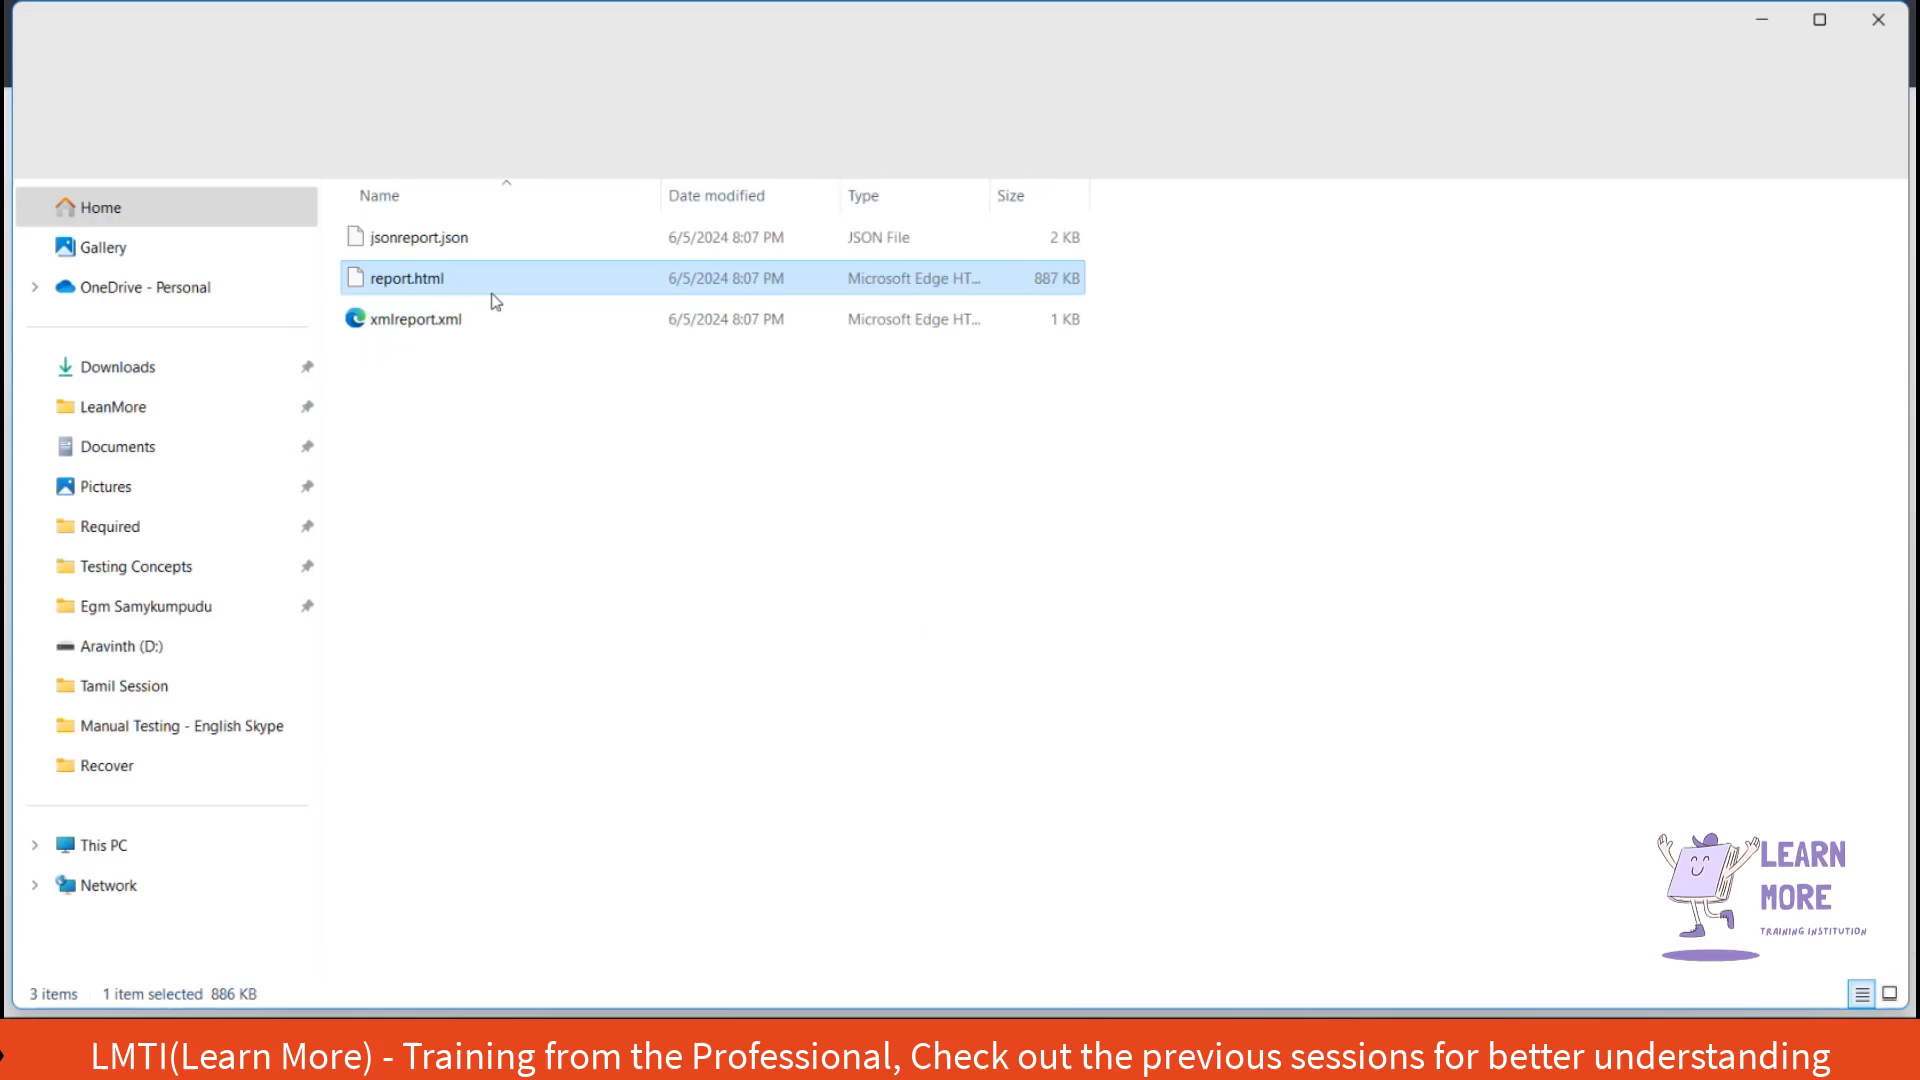 Name Date modified Type Size
Home
Gallery
OneDrive - Personal
jsonreport.json 6/5/2024 8:07 PM JSON File 2 KB
report.html 6/5/2024 8:07 PM Microsoft Edge HT... 887 KB
xmlreport.xml 6/5/2024 8:07 PM Microsoft Edge HT... 1 KB
Downloads
LeanMore
Documents
Pictures
Required
Testing Concepts
Egm Samykumpudu
Aravinth (D:)
Tamil Session
Manual Testing - English Skype
Recover
This PC
Network
LEARN
MORE
TRAINING INSTITUTION
3 items 1 item selected 886 KB
LMTI(Learn More) - Training from the Professional, Check out the previous sessions for better understanding